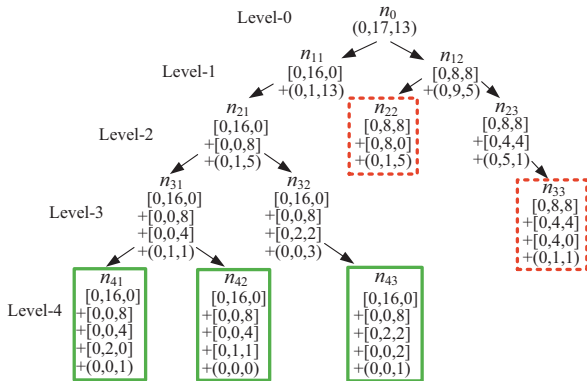 Level-0
n0
(0,17,13)
Level-1
n11
[0,16,0]
+(0,1,13)
n12
[0,8,8]
+(0,9,5)
Level-2
n21
[0,16,0]
+[0,0,8]
+(0,1,5)
n22
[0,8,8]
+[0,8,0]
+(0,1,5)
n23
[0,8,8]
+[0,4,4]
+(0,5,1)
Level-3
n31
[0,16,0]
+[0,0,8]
+[0,0,4]
+(0,1,1)
n32
[0,16,0]
+[0,0,8]
+[0,2,2]
+(0,0,3)
n33
[0,8,8]
+[0,4,4]
+[0,4,0]
+(0,1,1)
Level-4
n41
[0,16,0]
+[0,0,8]
+[0,0,4]
+[0,2,0]
+(0,0,1)
n42
[0,16,0]
+[0,0,8]
+[0,0,4]
+[0,1,1]
+(0,0,0)
n43
[0,16,0]
+[0,0,8]
+[0,2,2]
+[0,0,2]
+(0,0,1)